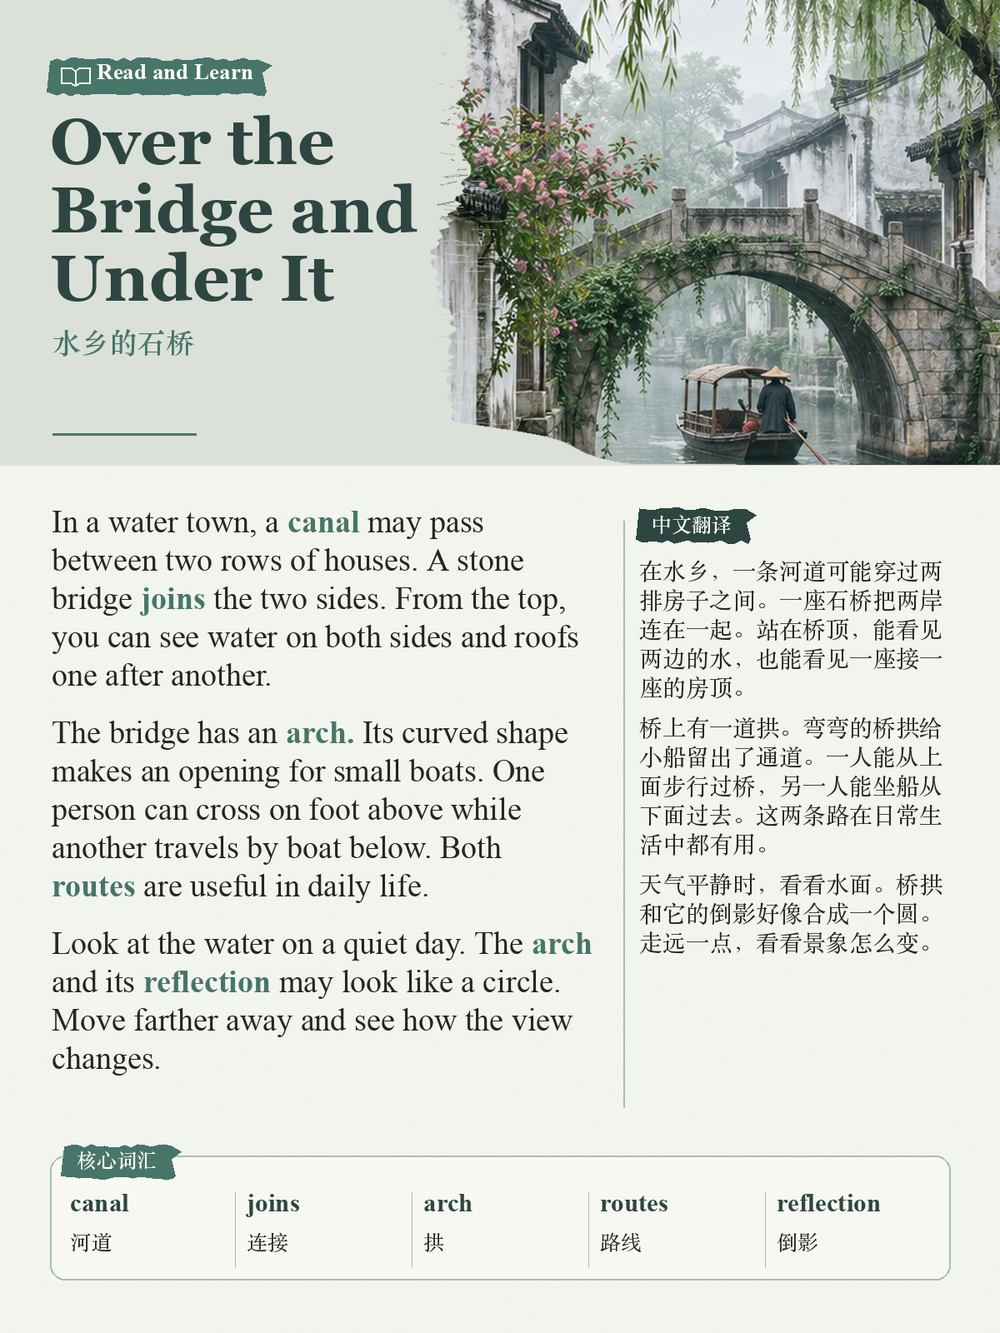 Read and Learn
Over the
Bridge and
Under It
水乡的石桥
In a water town, a canal may pass
between two rows of houses. A stone
bridge joins the two sides. From the top,
you can see water on both sides and roofs
one after another.
The bridge has an arch. Its curved shape
makes an opening for small boats. One
person can cross on foot above while
another travels by boat below. Both
routes are useful in daily life.
Look at the water on a quiet day. The arch
and its reflection may look like a circle.
Move farther away and see how the view
changes.
中文翻译
在水乡，一条河道可能穿过两
排房子之间。一座石桥把两岸
连在一起。站在桥顶，能看见
两边的水，也能看见一座接一
座的房顶。
桥上有一道拱。弯弯的桥拱给
小船留出了通道。一人能从上
面步行过桥，另一人能坐船从
下面过去。这两条路在日常生
活中都有用。
天气平静时，看看水面。桥拱
和它的倒影好像合成一个圆。
走远一点，看看景象怎么变。
核心词汇
canal
河道
joins
连接
arch
拱
routes
路线
reflection
倒影